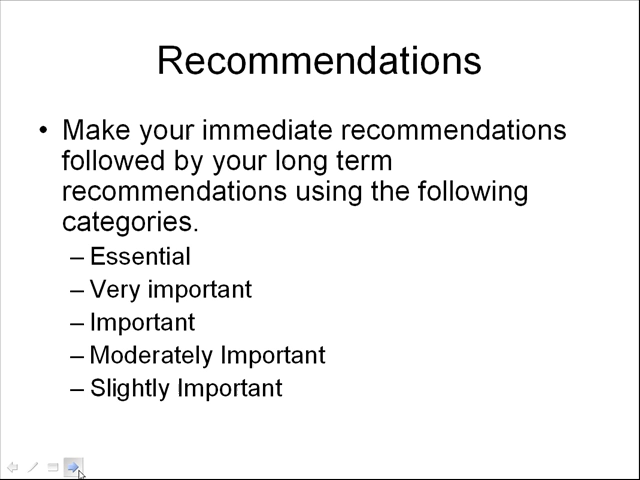 Recommendations
• Make your immediate recommendations
followed by your long term
recommendations using the following
categories.
– Essential
– Very important
– Important
– Moderately Important
– Slightly Important